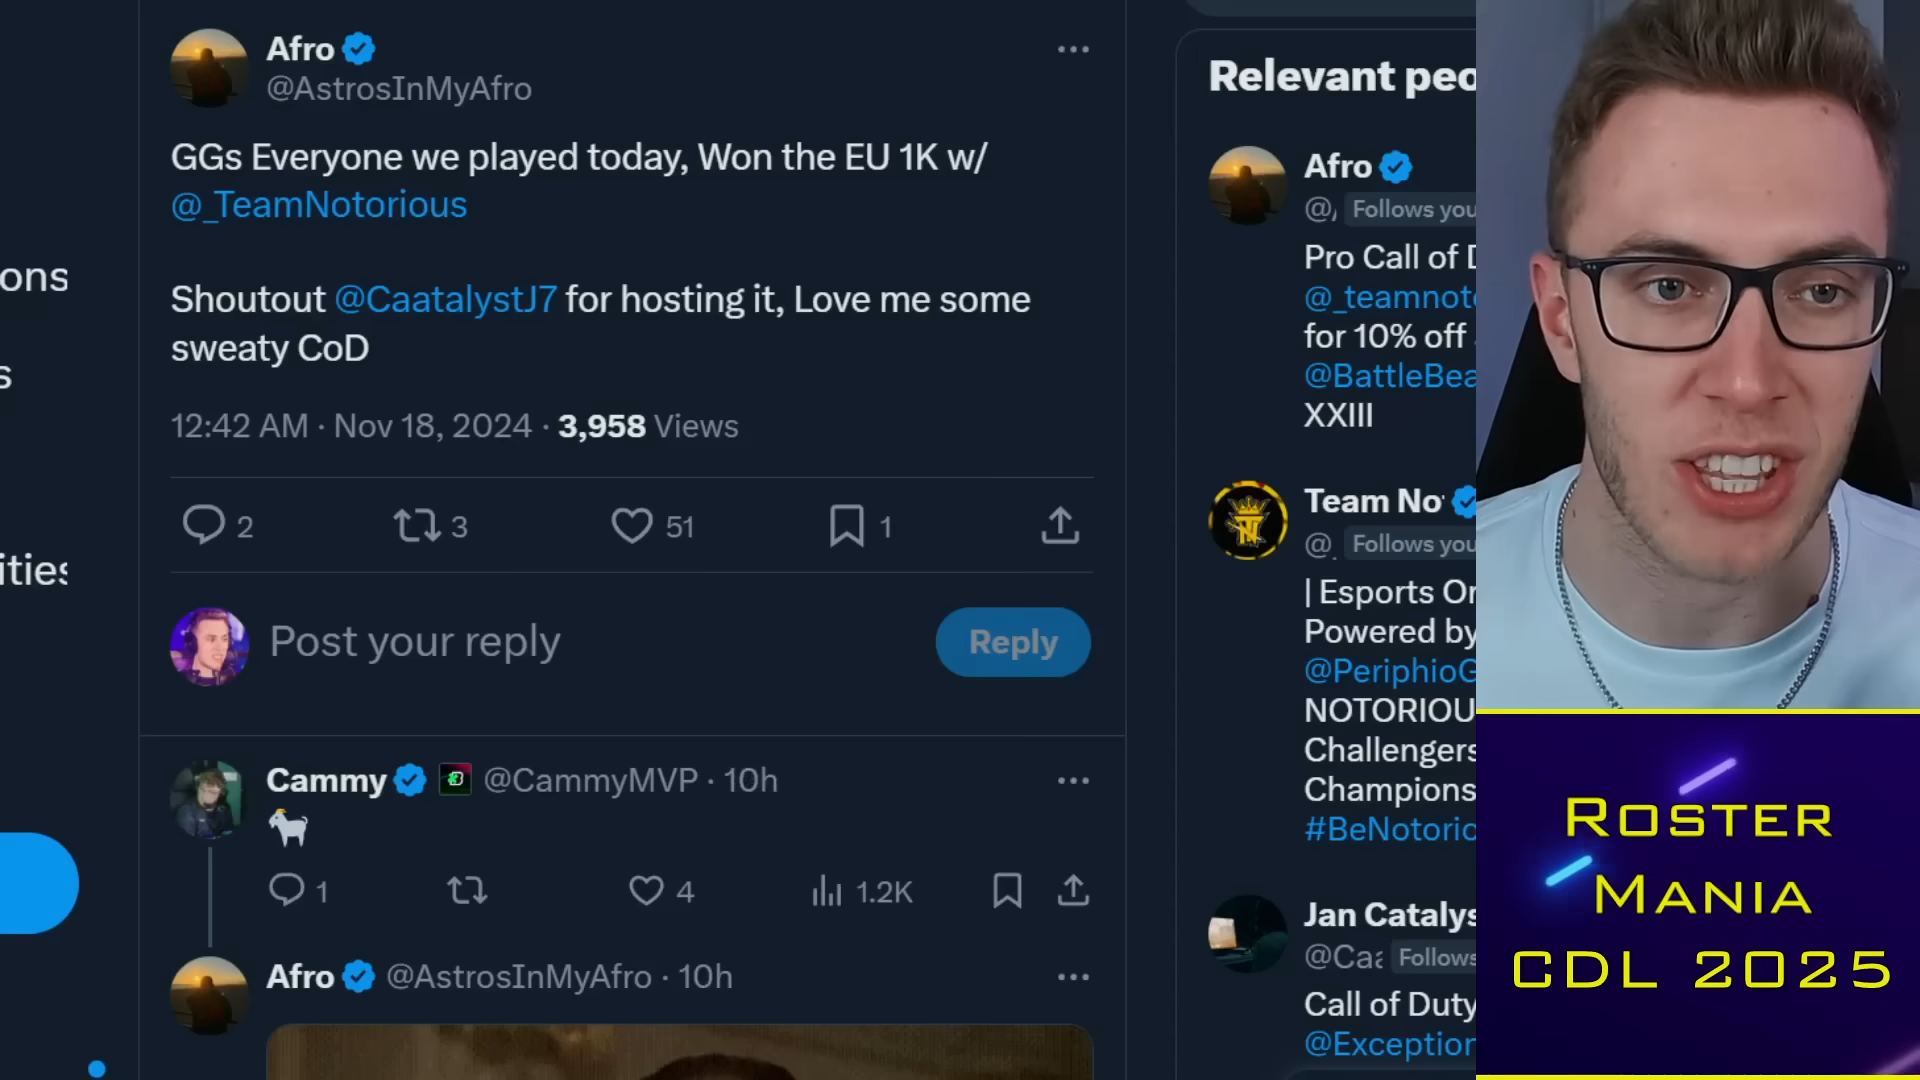 Afro
@AstrosInMyAfro
GGs Everyone we played today, Won the EU 1K w/
@_TeamNotorious
Shoutout @CaatalystJ7 for hosting it, Love me some
sweaty CoD
12:42 AM · Nov 18, 2024 · 3,958 Views
2 3 51 1
Post your reply
Reply
Cammy @CammyMVP · 10h
1 4 1.2K
Afro @AstrosInMyAfro · 10h
ons
s
ities
Relevant peo
Afro
@ Follows you
Pro Call of D
@_teamnot
for 10% off
@BattleBea
XXIII
Team No
@ Follows you
| Esports Or
Powered by
@PeriphioG
NOTORIOU
Challengers
Champions
#BeNotoric
Jan Catalys
@Caa Follows
Call of Duty
@Exception
ROSTER
MANIA
CDL 2025